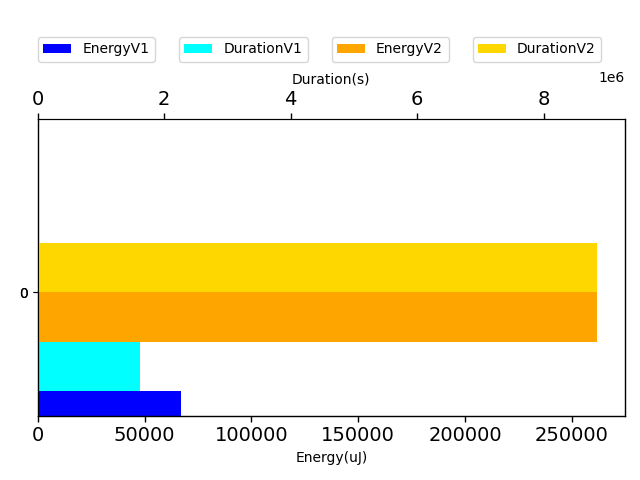 EnergyV1 DurationV1 EnergyV2 DurationV2
Duration(s) 1e6
0 2 4 6 8
0
0 50000 100000 150000 200000 250000
Energy(uJ)